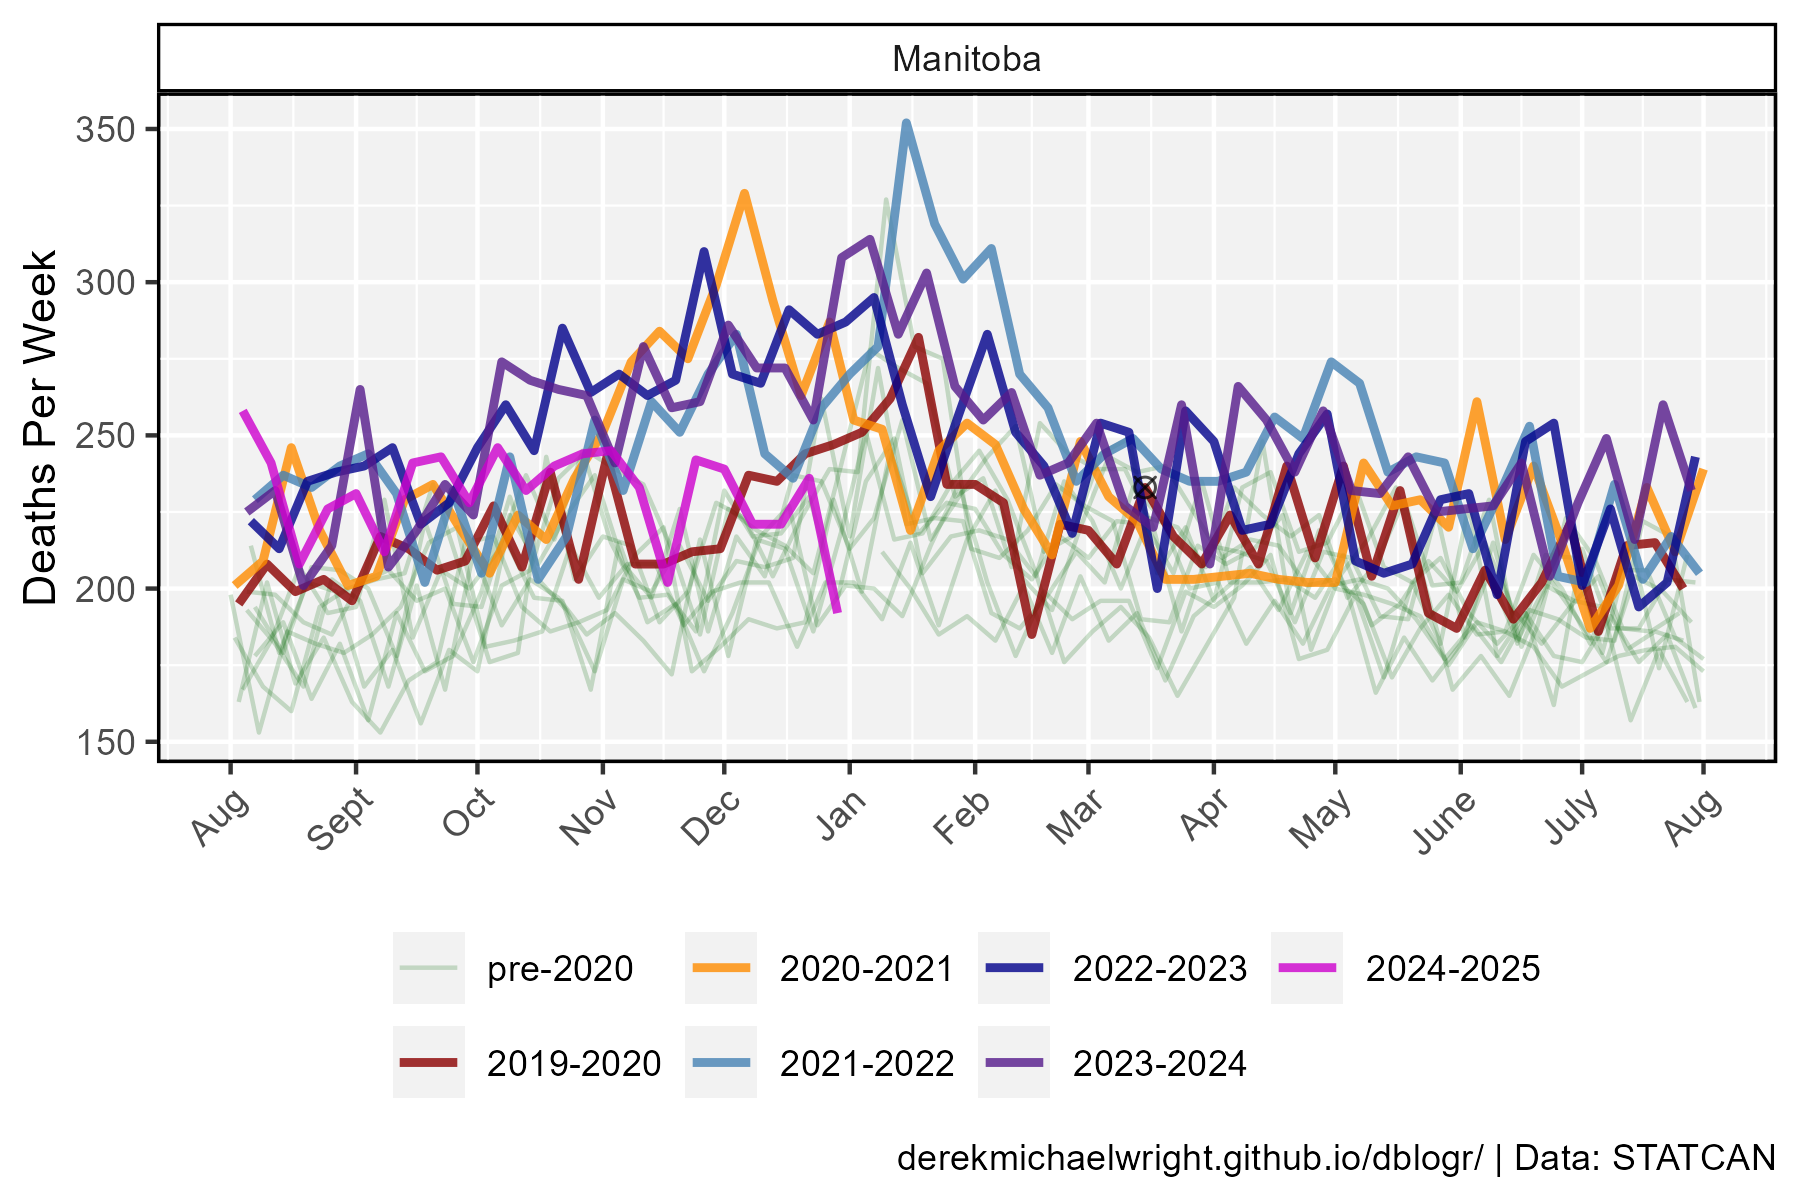 Manitoba
Deaths Per Week
350
300
250
200
150
Aug
Sept
Oct
Nov
Dec
Jan
Feb
Mar
Apr
May
June
July
Aug
pre-2020
2020-2021
2022-2023
2024-2025
2019-2020
2021-2022
2023-2024
derekmichaelwright.github.io/dblogr/ | Data: STATCAN